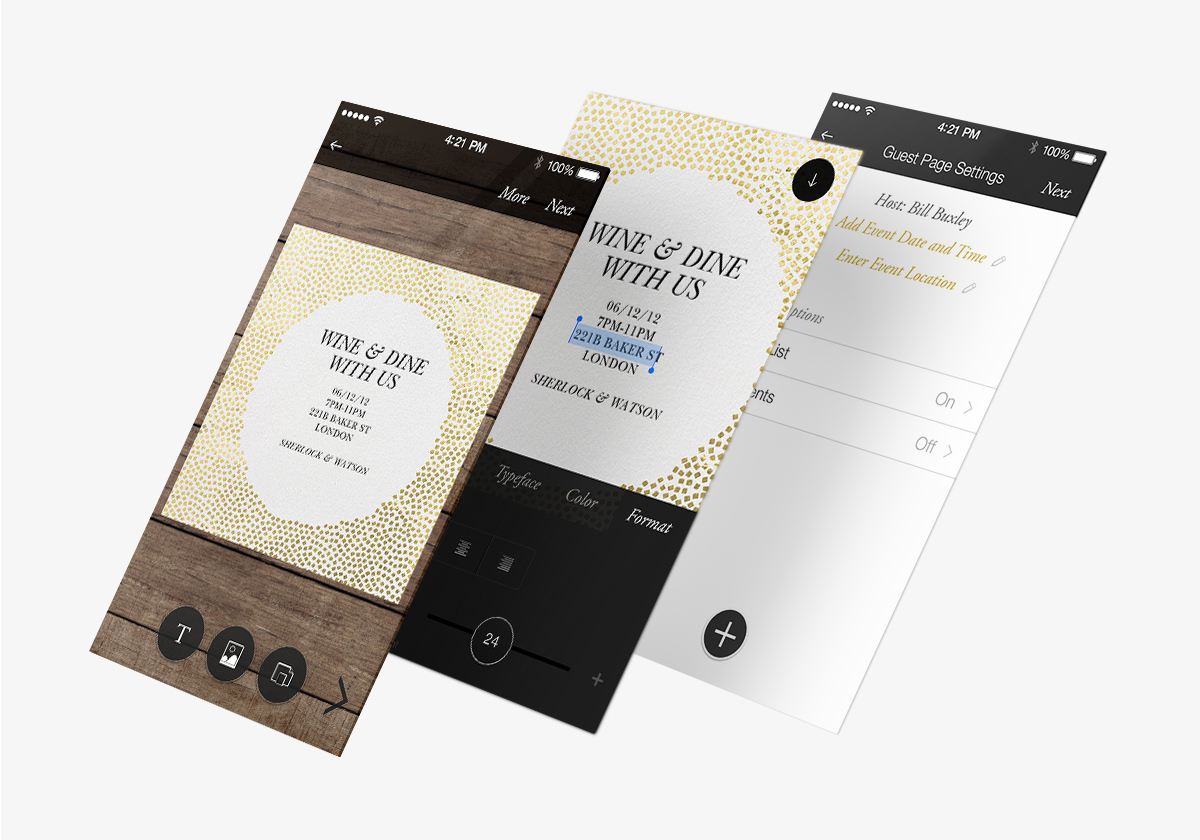 4:21 PM
100%
More Next
WINE & DINE
WITH US
06/12/12
7PM-11PM
221B BAKER ST
LONDON
SHERLOCK & WATSON
T
WINE & DINE
WITH US
06/12/12
7PM-11PM
221B BAKER ST
LONDON
SHERLOCK & WATSON
Typeface Color Format
24
+
4:21 PM
100%
Guest Page Settings
Next
Host: Bill Buxley
Add Event Date and Time
Enter Event Location
ptions
List
ents
On
Off
+